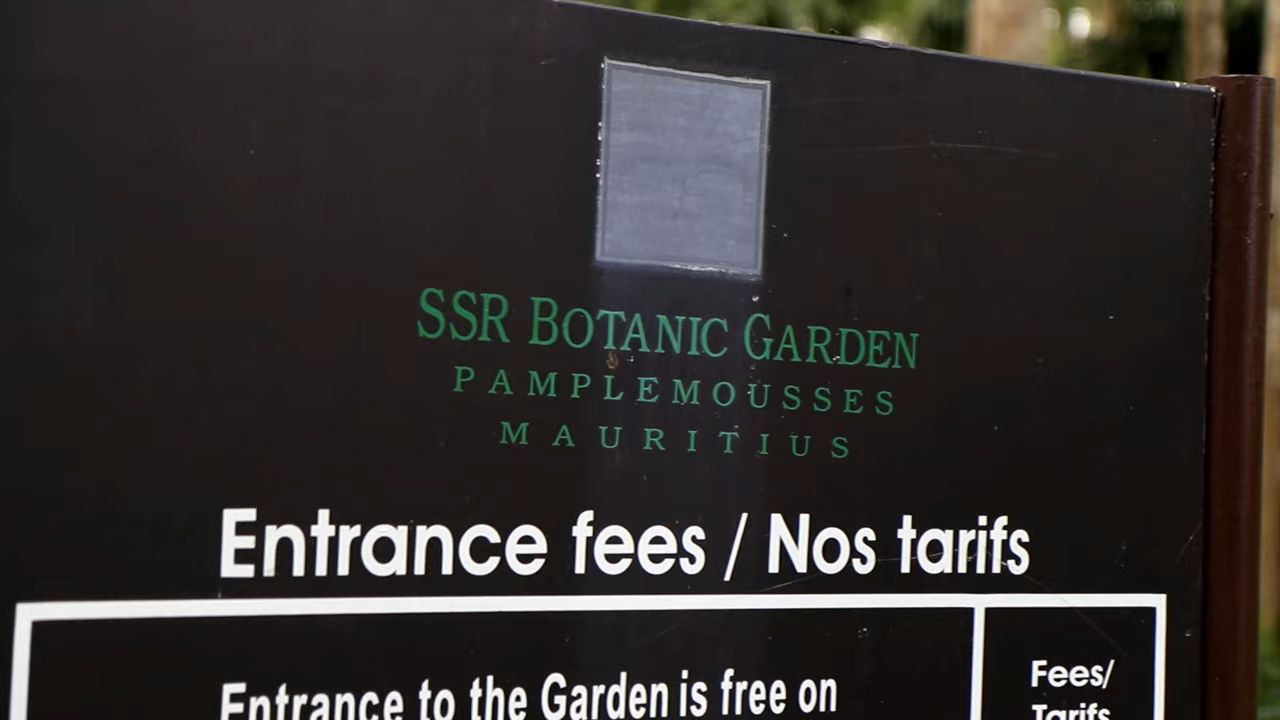 SSR BOTANIC GARDEN
PAMPLEMOUSSES
MAURITIUS
Entrance fees / Nos tarifs
Entrance to the Garden is free on
Fees/
Tarifs